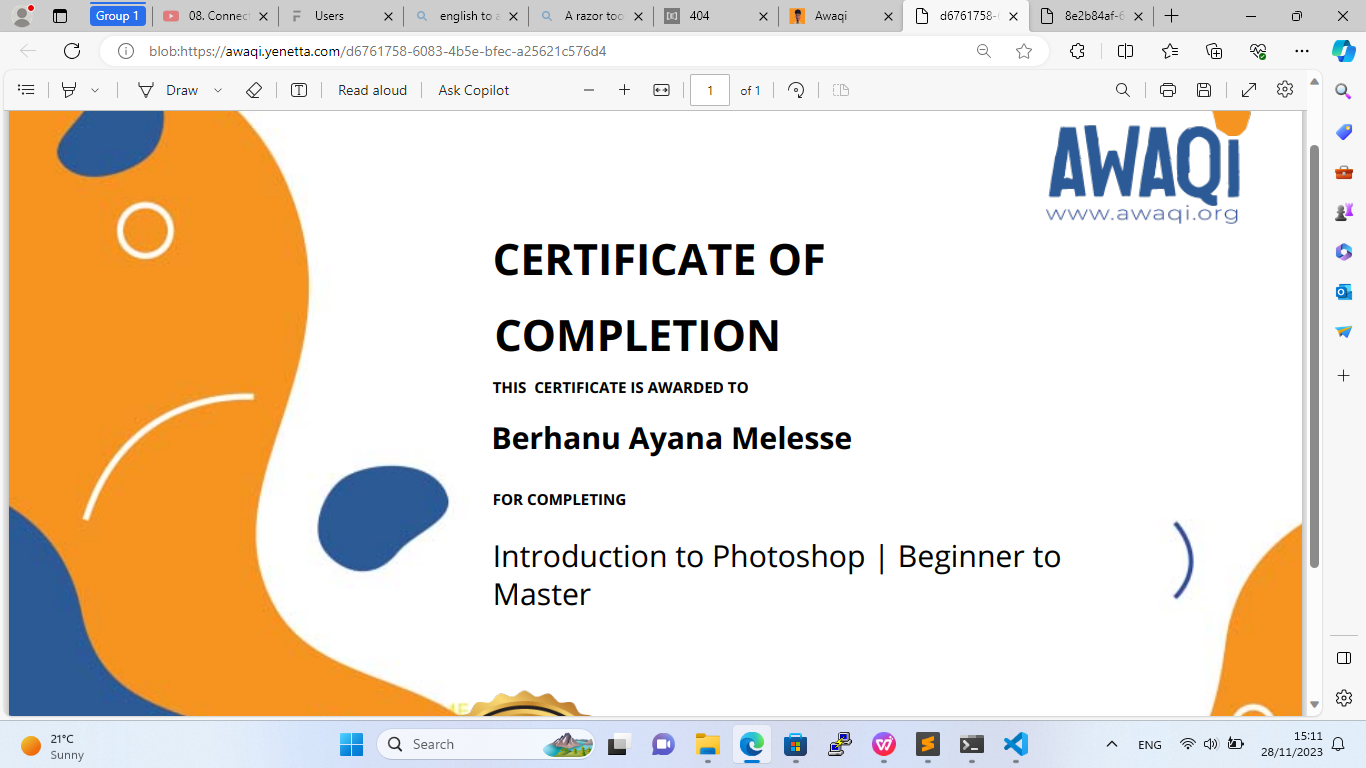 Group 1
08. Connect
Users
english to a
A razor too
404
Awaqi
d6761758-
8e2b84af-6
blob:https://awaqi.yenetta.com/d6761758-6083-4b5e-bfec-a25621c576d4
Draw
Read aloud
Ask Copilot
1
of 1
AWAQi
www.awaqi.org
CERTIFICATE OF
COMPLETION
THIS CERTIFICATE IS AWARDED TO
Berhanu Ayana Melesse
FOR COMPLETING
Introduction to Photoshop | Beginner to
Master
21°C
Sunny
Search
ENG
15:11
28/11/2023